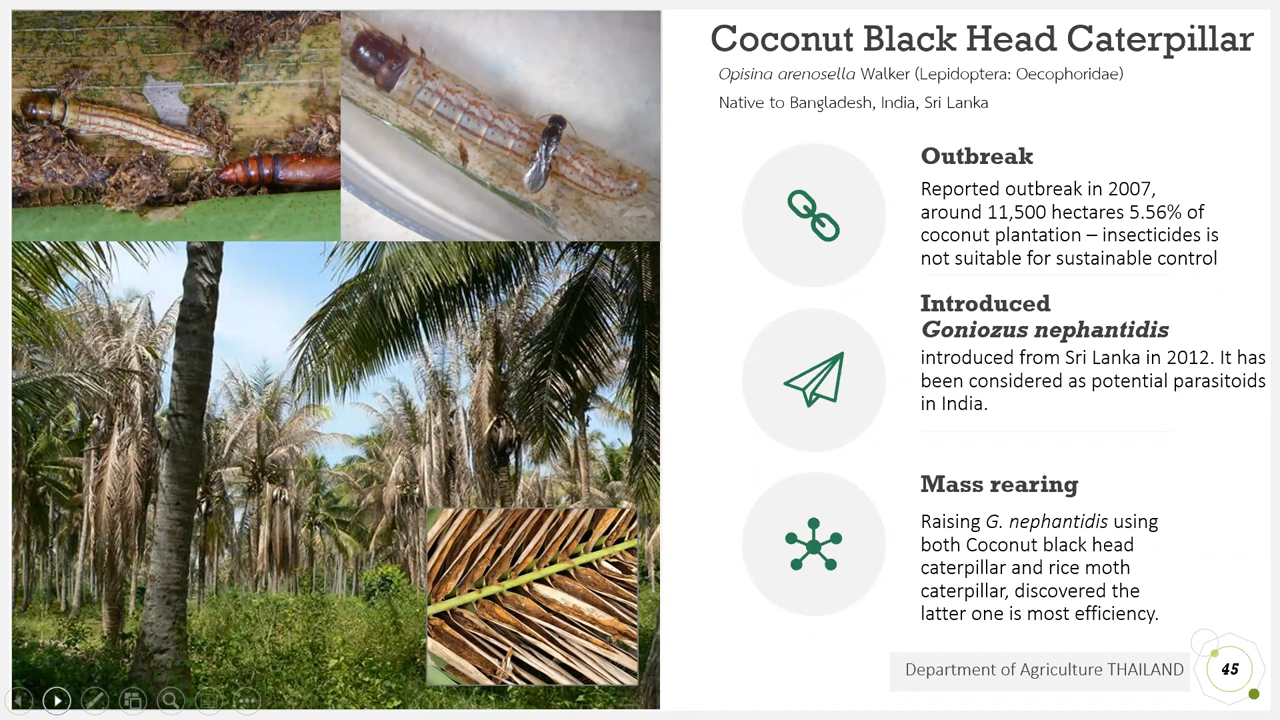 Coconut Black Head Caterpillar
Opisina arenosella Walker (Lepidoptera: Oecophoridae)
Native to Bangladesh, India, Sri Lanka
Outbreak
Reported outbreak in 2007,
around 11,500 hectares 5.56% of
coconut plantation – insecticides is
not suitable for sustainable control
Introduced
Goniozus nephantidis
introduced from Sri Lanka in 2012. It has
been considered as potential parasitoids
in India.
Mass rearing
Raising G. nephantidis using
both Coconut black head
caterpillar and rice moth
caterpillar, discovered the
latter one is most efficiency.
Department of Agriculture THAILAND
45